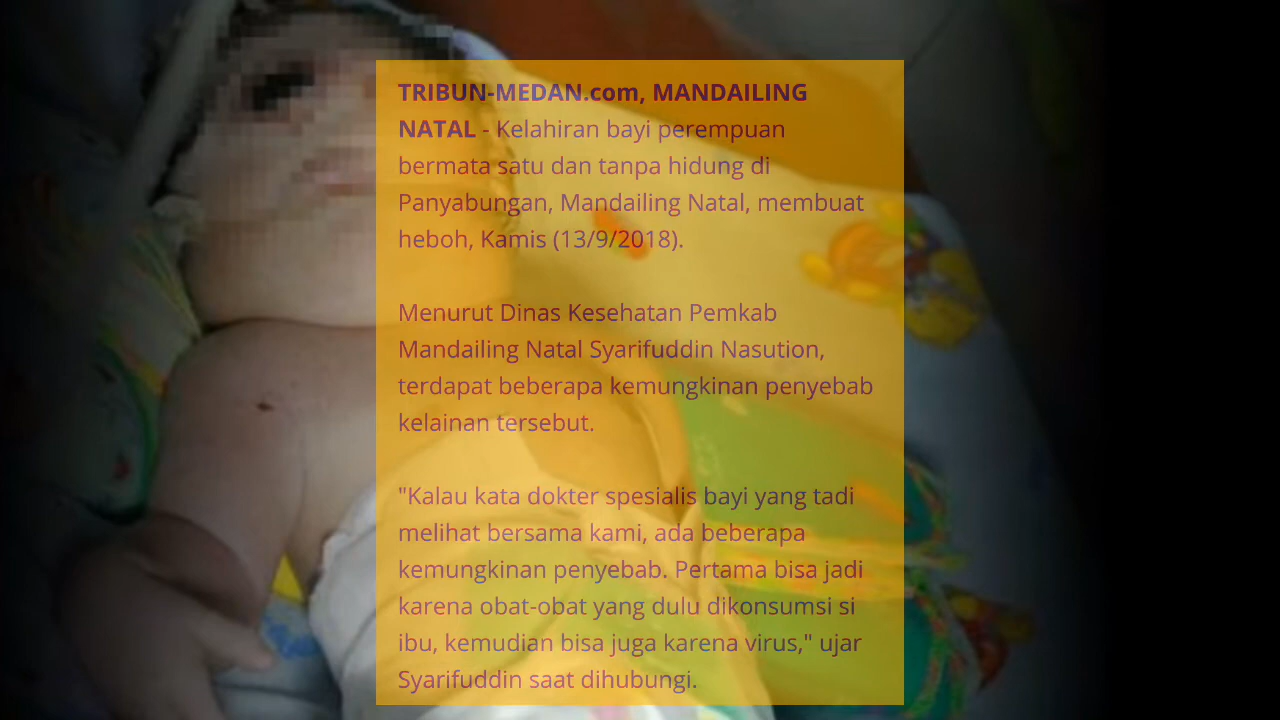 TRIBUN-MEDAN.com, MANDAILING
NATAL - Kelahiran bayi perempuan
bermata satu dan tanpa hidung di
Panyabungan, Mandailing Natal, membuat
heboh, Kamis (13/9/2018).
Menurut Dinas Kesehatan Pemkab
Mandailing Natal Syarifuddin Nasution,
terdapat beberapa kemungkinan penyebab
kelainan tersebut.
"Kalau kata dokter spesialis bayi yang tadi
melihat bersama kami, ada beberapa
kemungkinan penyebab. Pertama bisa jadi
karena obat-obat yang dulu dikonsumsi si
ibu, kemudian bisa juga karena virus," ujar
Syarifuddin saat dihubungi.